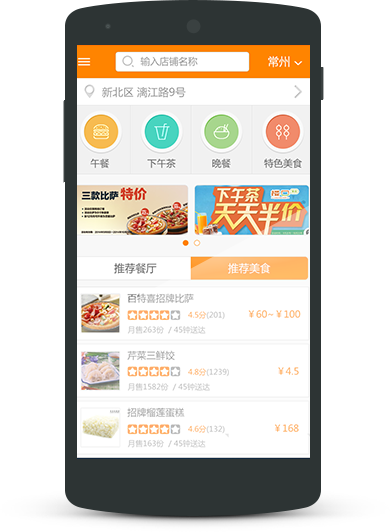 输入店铺名称
常州
新北区 漓江路9号
午餐
下午茶
晚餐
特色美食
三款比萨 特价
下午茶
天天半价
推荐餐厅
推荐美食
百特喜招牌比萨
4.5分(201)
¥60~¥100
月售263份 / 45钟送达
芹菜三鲜饺
4.8分(1239)
¥4.5
月售1582份 / 45钟送达
招牌榴莲蛋糕
4.6分(132)
¥168
月售163份 / 45钟送达